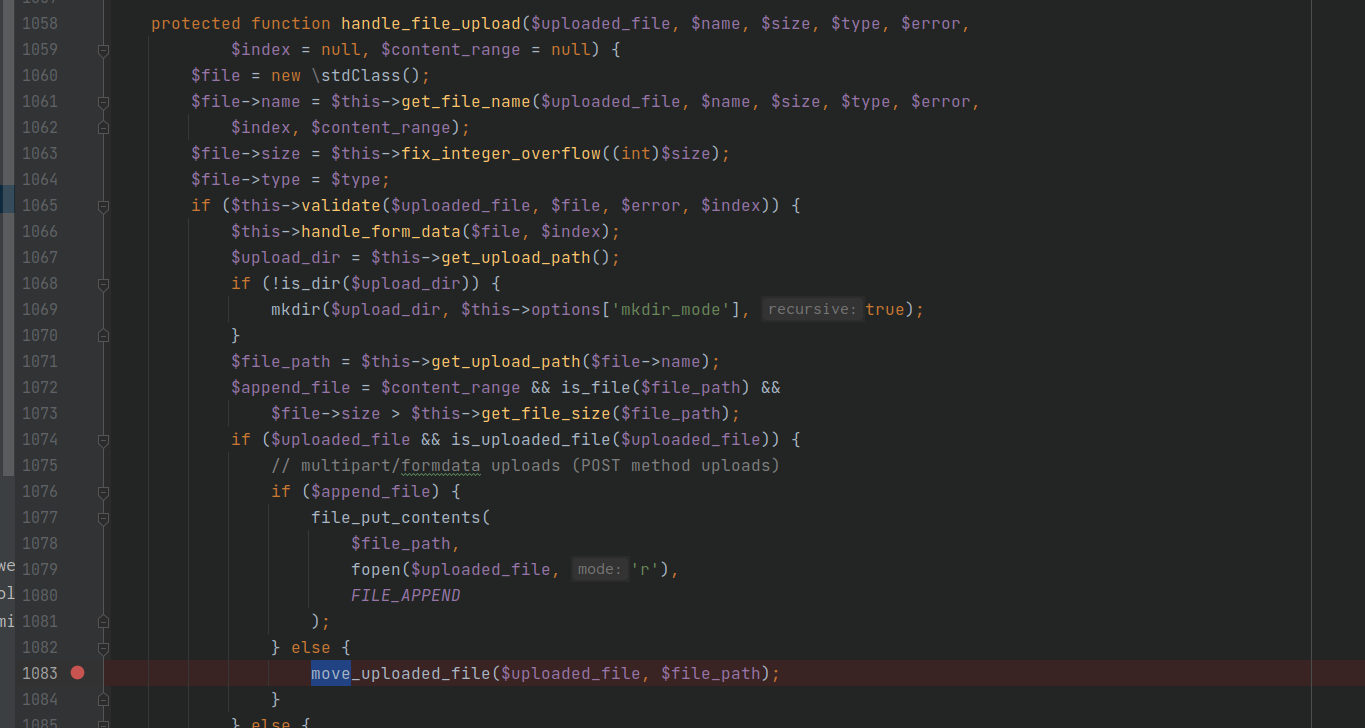 1057
1058 protected function handle_file_upload($uploaded_file, $name, $size, $type, $error,
1059 $index = null, $content_range = null) {
1060 $file = new \stdClass();
1061 $file->name = $this->get_file_name($uploaded_file, $name, $size, $type, $error,
1062 $index, $content_range);
1063 $file->size = $this->fix_integer_overflow((int)$size);
1064 $file->type = $type;
1065 if ($this->validate($uploaded_file, $file, $error, $index)) {
1066 $this->handle_form_data($file, $index);
1067 $upload_dir = $this->get_upload_path();
1068 if (!is_dir($upload_dir)) {
1069 mkdir($upload_dir, $this->options['mkdir_mode'], recursive: true);
1070 }
1071 $file_path = $this->get_upload_path($file->name);
1072 $append_file = $content_range && is_file($file_path) &&
1073 $file->size > $this->get_file_size($file_path);
1074 if ($uploaded_file && is_uploaded_file($uploaded_file)) {
1075 // multipart/formdata uploads (POST method uploads)
1076 if ($append_file) {
1077 file_put_contents(
1078 $file_path,
we 1079 fopen($uploaded_file, mode: 'r'),
ol 1080 FILE_APPEND
mi 1081 );
1082 } else {
1083 move_uploaded_file($uploaded_file, $file_path);
1084 }
1085 } else {